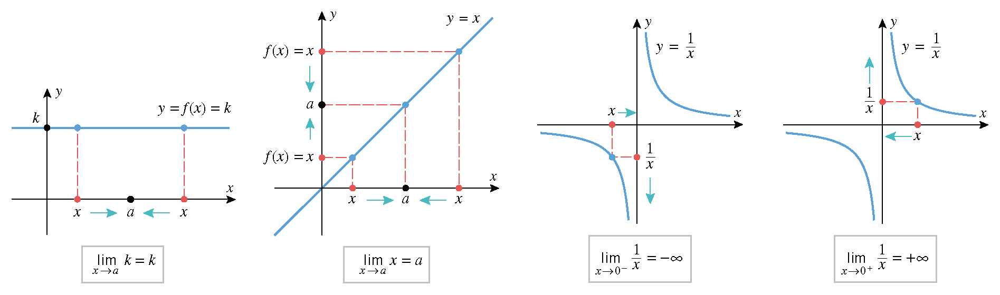 y
k
y = f(x) = k
x
x
a
x
lim x→a k = k
y
y = x
f(x) = x
a
f(x) = x
x
x
a
x
lim x→a x = a
y
y = 1/x
x
x
1/x
lim x→0⁻ 1/x = −∞
y
y = 1/x
1/x
x
x
lim x→0⁺ 1/x = +∞